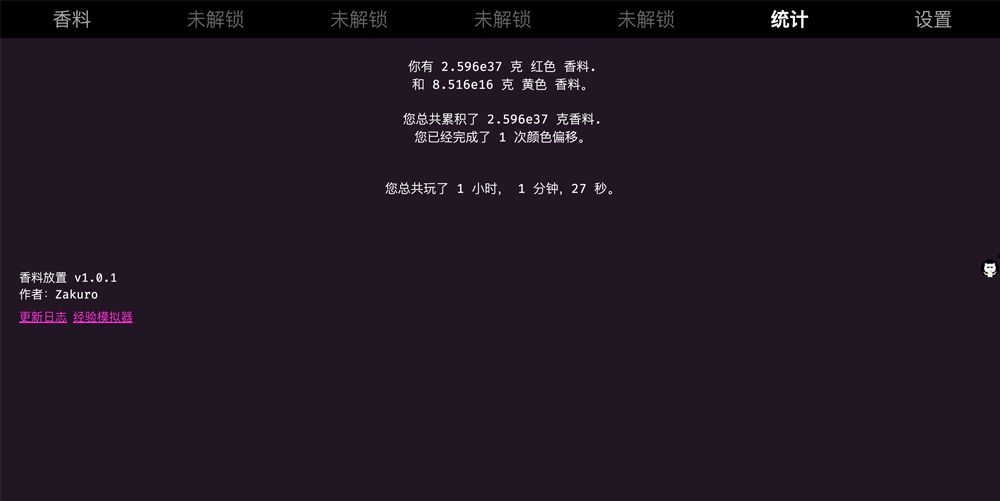 香料 未解锁 未解锁 未解锁 未解锁 统计 设置
你有 2.596e37 克 红色 香料.
和 8.516e16 克 黄色 香料。
您总共累积了 2.596e37 克香料.
您已经完成了 1 次颜色偏移。
您总共玩了 1 小时, 1 分钟,27 秒。
香料放置 v1.0.1
作者: Zakuro
更新日志 经验模拟器